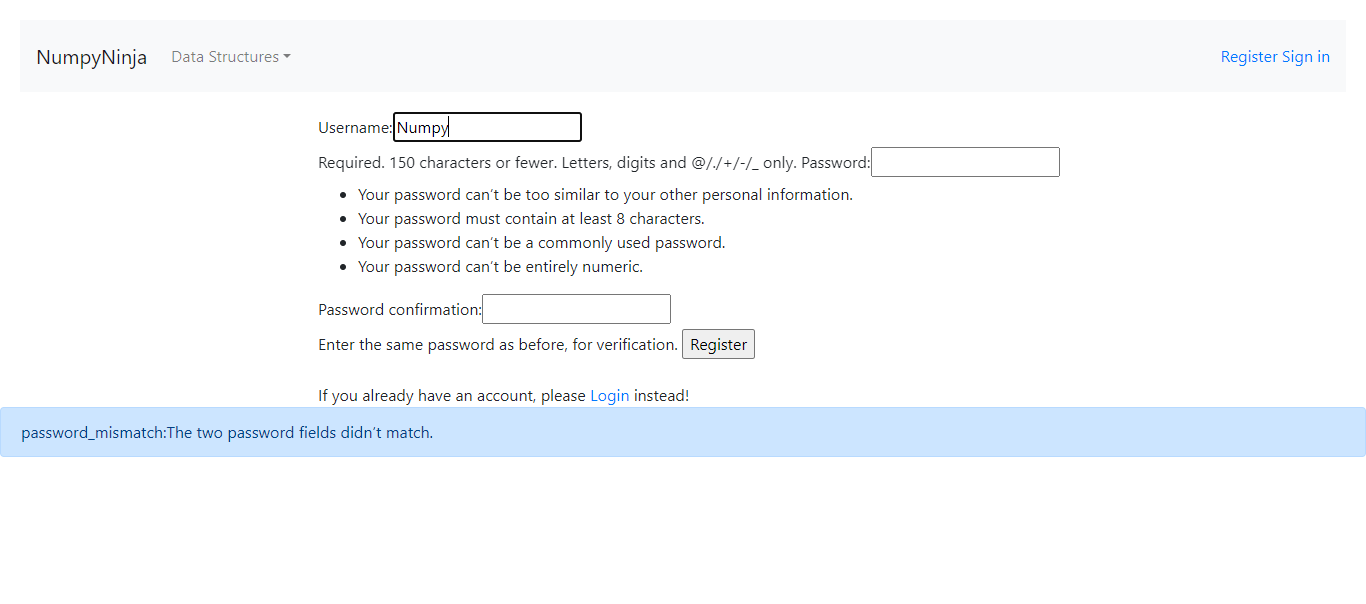 NumpyNinja Data Structures Register Sign in
Username: Numpy
Required. 150 characters or fewer. Letters, digits and @/./+/-/_ only. Password:
Your password can’t be too similar to your other personal information.
Your password must contain at least 8 characters.
Your password can’t be a commonly used password.
Your password can’t be entirely numeric.
Password confirmation:
Enter the same password as before, for verification. Register
If you already have an account, please Login instead!
password_mismatch:The two password fields didn’t match.